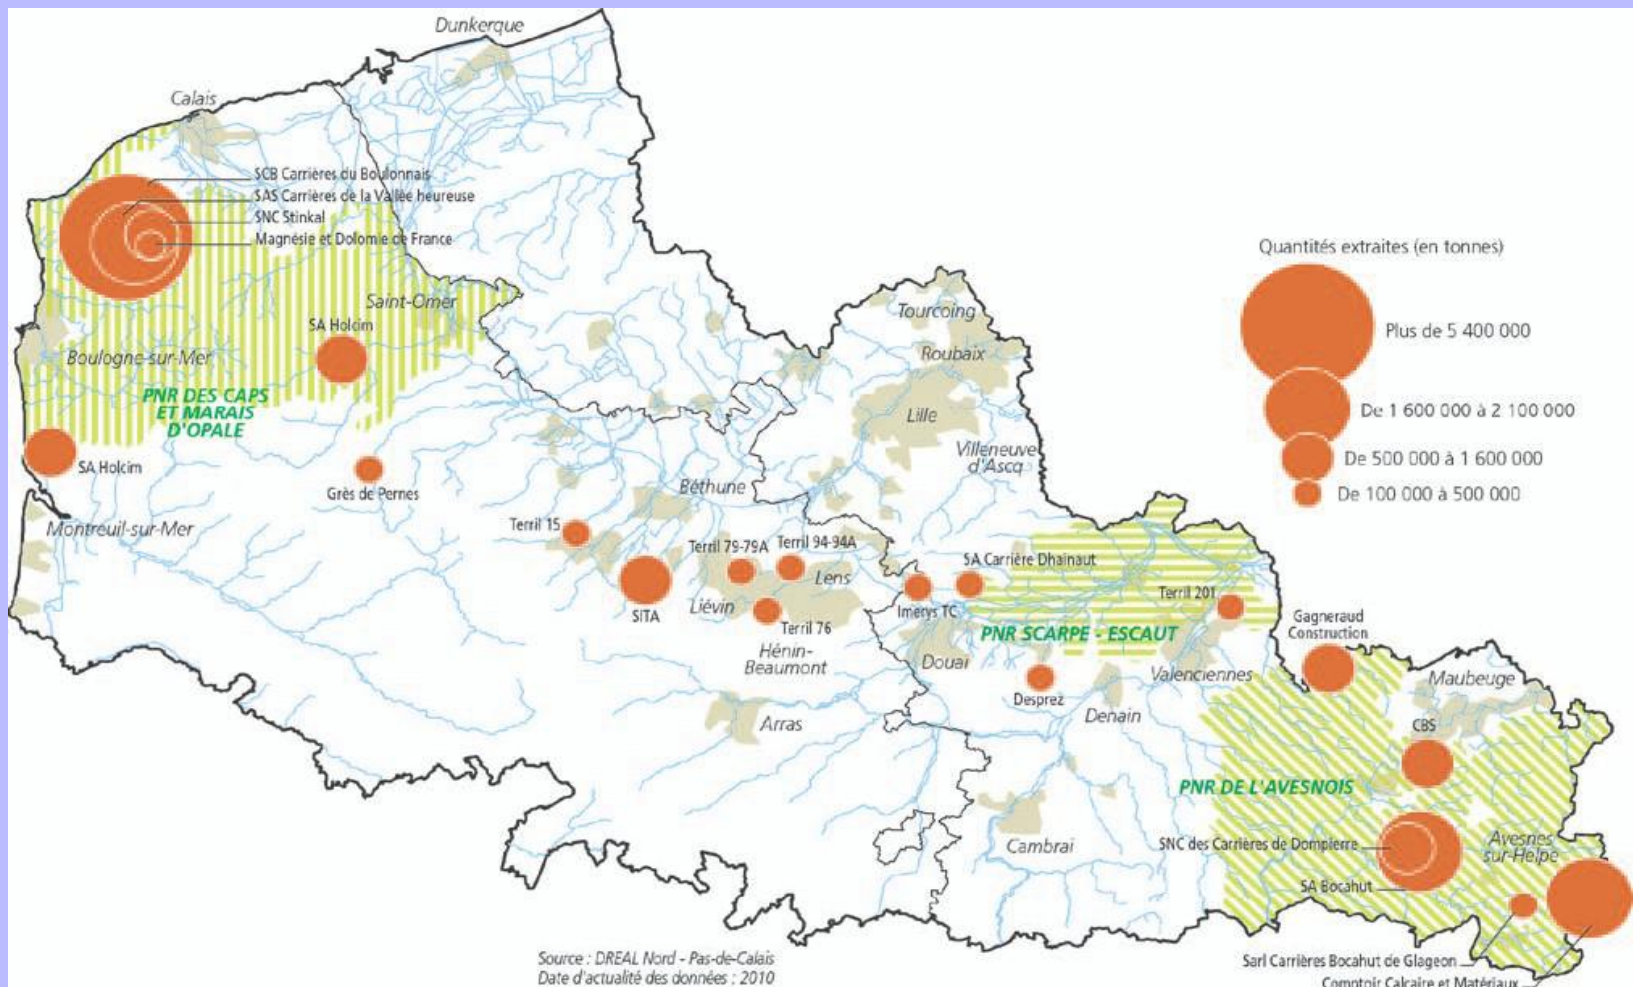 Dunkerque
Calais
SCB Carrières du Boulonnais
SAS Carrières de la Vallée heureuse
SNC Stinkal
Magnésie et Dolomie de France
Quantités extraites (en tonnes)
Plus de 5 400 000
De 1 600 000 à 2 100 000
De 500 000 à 1 600 000
De 100 000 à 500 000
Saint-Omer
SA Holcim
Boulogne-sur-Mer
PNR DES CAPS
ET MARAIS
D'OPALE
SA Holcim
Grès de Pernes
Montreuil-sur-Mer
Tourcoing
Roubaix
Lille
Villeneuve
d'Ascq
Béthune
Terril 15
Terril 79-79A
Terril 94-94A
Lens
SITA
Liévin
Terril 76
Hénin-
Beaumont
Arras
SA Carrière Dhainaut
Imerys TC
Terril 201
PNR SCARPE - ESCAUT
Douai
Valenciennes
Desprez
Denain
Gagneraud
Construction
Maubeuge
CBS
PNR DE L'AVESNOIS
Cambrai
SNC des Carrières de Dompierre
Avesnes
sur-Helpe
SA Bocahut
Sarl Carrières Bocahut de Glageon
Comptoir Calcaire et Matériaux
Source : DREAL Nord - Pas-de-Calais
Date d'actualité des données : 2010